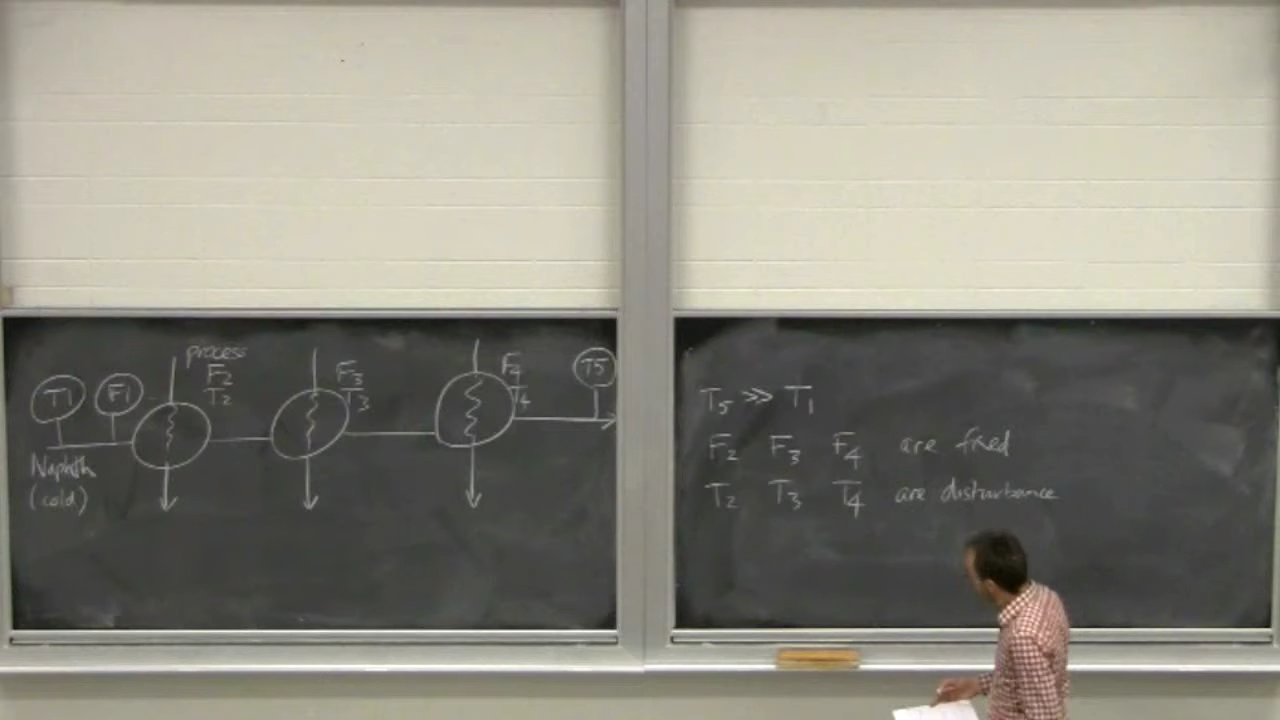 process
F2
T2
F3
T3
F4
T4
T5
T1
F1
Naphth
(cold)
T5 >>> T1
F2 F3 F4 are fixed
T2 T3 T4 are disturbance